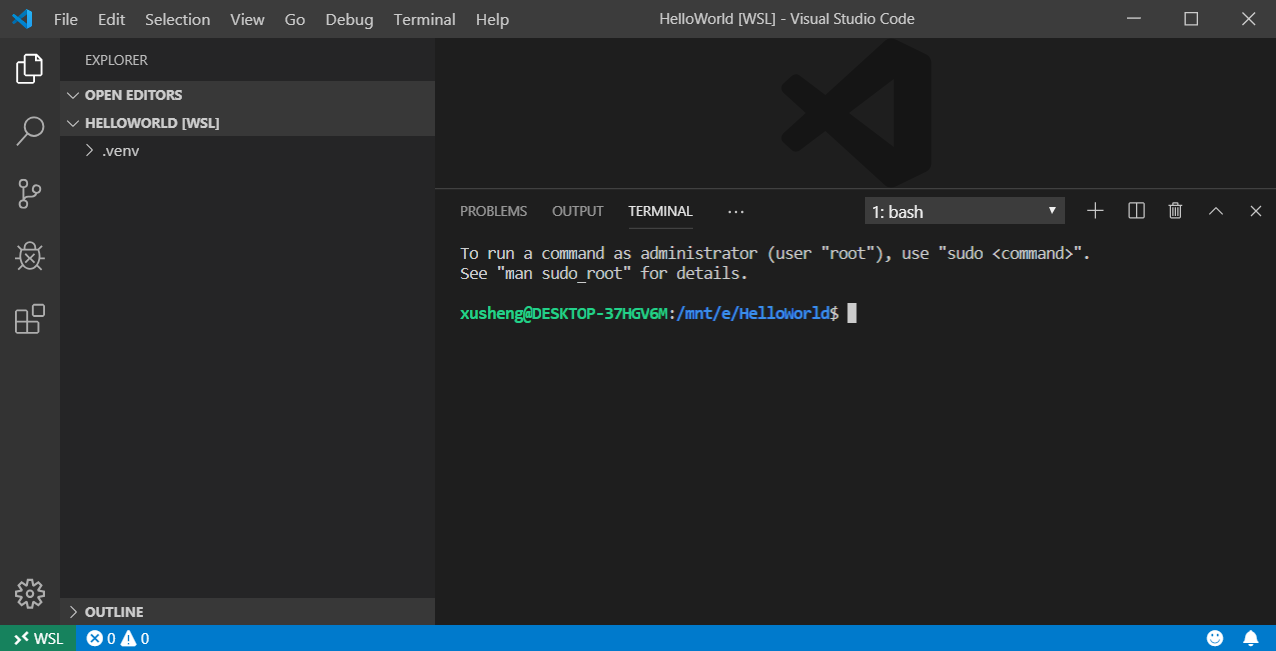 File Edit Selection View Go Debug Terminal Help HelloWorld [WSL] - Visual Studio Code
EXPLORER
OPEN EDITORS
HELLOWORLD [WSL]
.venv
OUTLINE
PROBLEMS OUTPUT TERMINAL ··· 1: bash
To run a command as administrator (user "root"), use "sudo <command>".
See "man sudo_root" for details.
xusheng@DESKTOP-37HGV6M:/mnt/e/HelloWorld$
WSL 0 0